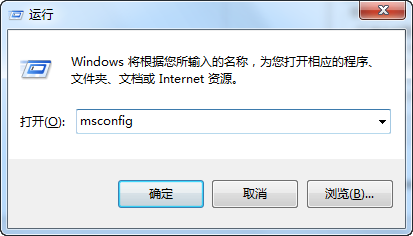 运行
Windows 将根据您所输入的名称，为您打开相应的程序、
文件夹、文档或 Internet 资源。
打开(O): msconfig
确定 取消 浏览(B)...